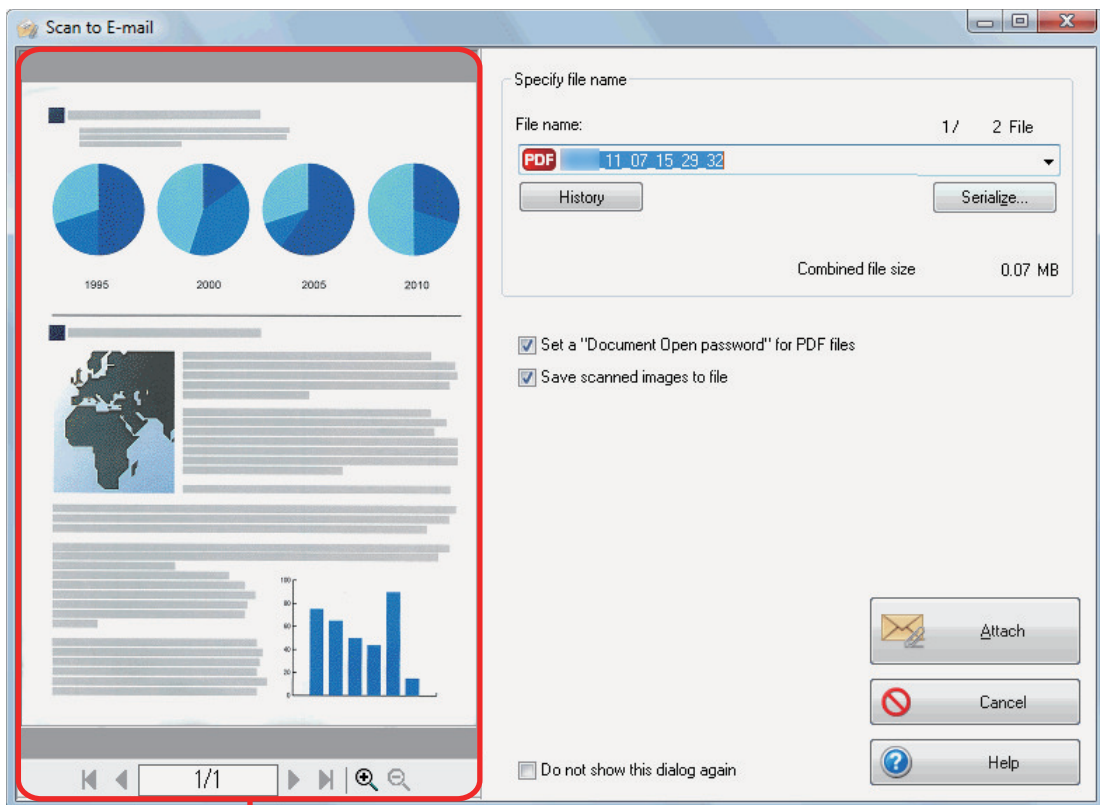 Scan to E-mail
1995 2000 2005 2010
100
80
60
40
20
0
1/1
Specify file name
File name: 1/ 2 File
PDF _11_07_15_29_32
History Serialize...
Combined file size 0.07 MB
Set a "Document Open password" for PDF files
Save scanned images to file
Attach
Cancel
Do not show this dialog again
Help